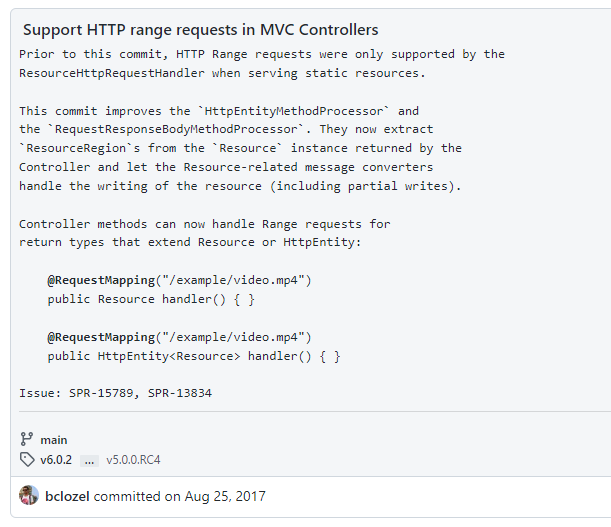 Support HTTP range requests in MVC Controllers
Prior to this commit, HTTP Range requests were only supported by the
ResourceHttpRequestHandler when serving static resources.
This commit improves the `HttpEntityMethodProcessor` and
the `RequestResponseBodyMethodProcessor`. They now extract
`ResourceRegion`s from the `Resource` instance returned by the
Controller and let the Resource-related message converters
handle the writing of the resource (including partial writes).
Controller methods can now handle Range requests for
return types that extend Resource or HttpEntity:
@RequestMapping("/example/video.mp4")
public Resource handler() { }
@RequestMapping("/example/video.mp4")
public HttpEntity<Resource> handler() { }
Issue: SPR-15789, SPR-13834
main
v6.0.2 ... v5.0.0.RC4
bclozel committed on Aug 25, 2017